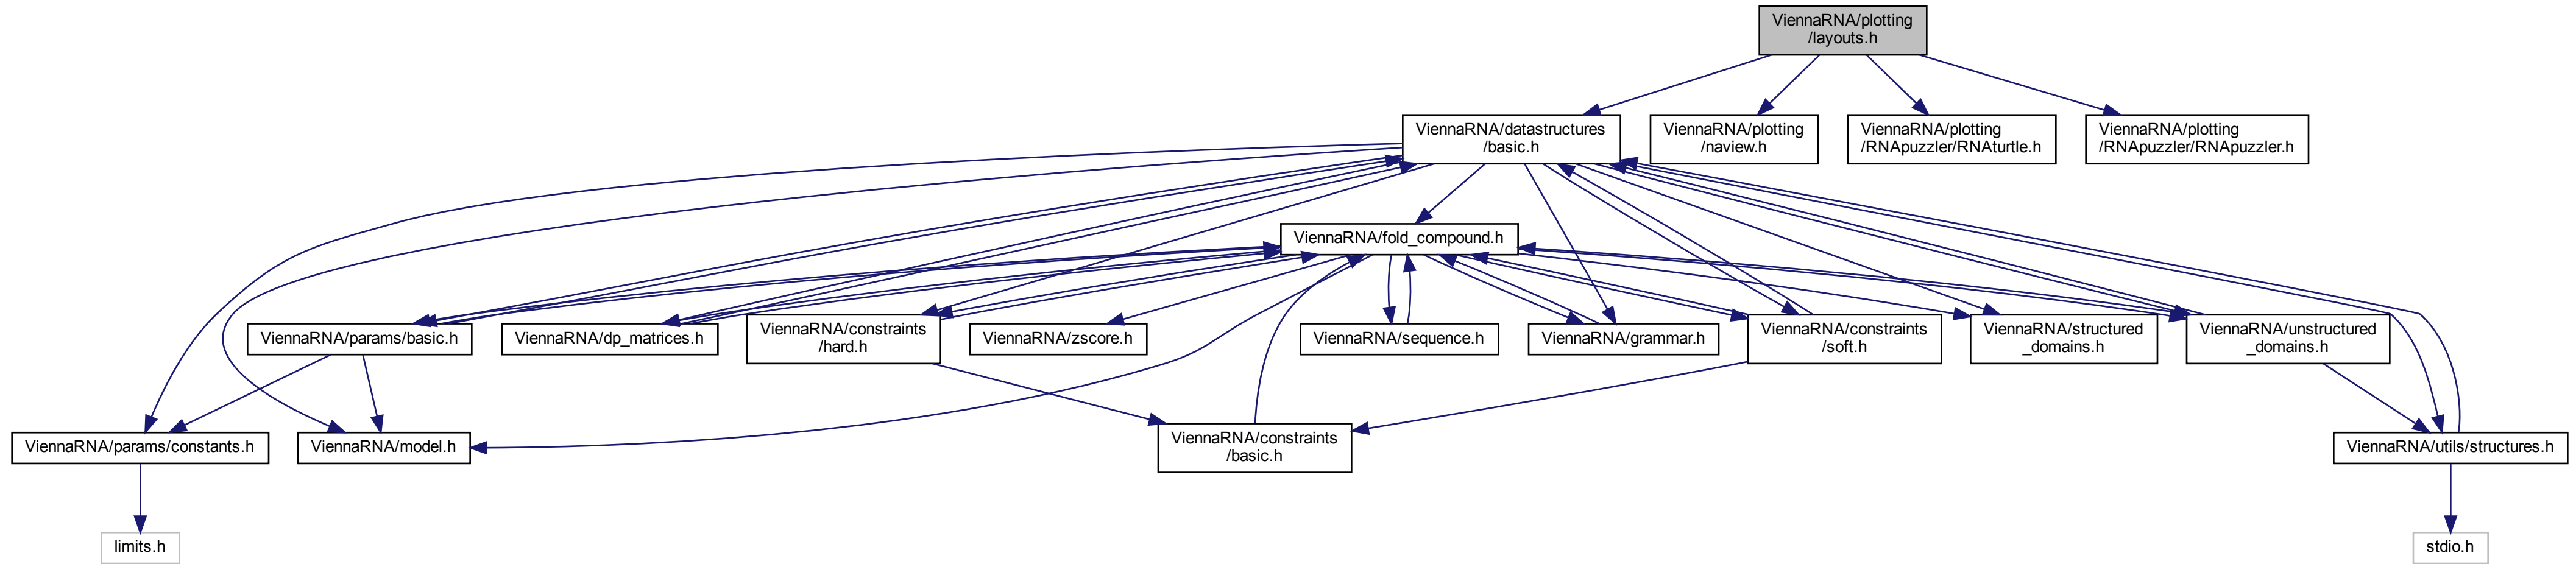 ViennaRNA/plotting
/layouts.h
ViennaRNA/datastructures
/basic.h
ViennaRNA/plotting
/naview.h
ViennaRNA/plotting
/RNApuzzler/RNAturtle.h
ViennaRNA/plotting
/RNApuzzler/RNApuzzler.h
ViennaRNA/fold_compound.h
ViennaRNA/params/basic.h
ViennaRNA/dp_matrices.h
ViennaRNA/constraints
/hard.h
ViennaRNA/zscore.h
ViennaRNA/sequence.h
ViennaRNA/grammar.h
ViennaRNA/constraints
/soft.h
ViennaRNA/structured
_domains.h
ViennaRNA/unstructured
_domains.h
ViennaRNA/params/constants.h
ViennaRNA/model.h
ViennaRNA/constraints
/basic.h
ViennaRNA/utils/structures.h
limits.h
stdio.h